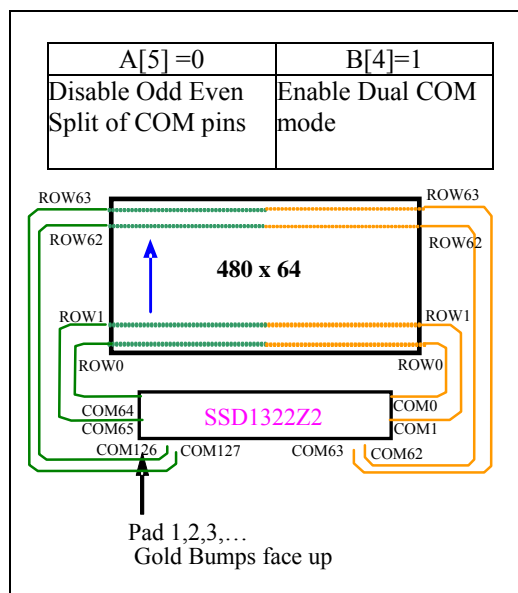 A[5] =0
B[4]=1
Disable Odd Even
Split of COM pins
Enable Dual COM
mode
ROW63
ROW63
ROW62
ROW62
480 x 64
ROW1
ROW1
ROW0
ROW0
COM64
COM0
SSD1322Z2
COM65
COM1
COM126
COM127
COM63
COM62
Pad 1,2,3,…
Gold Bumps face up